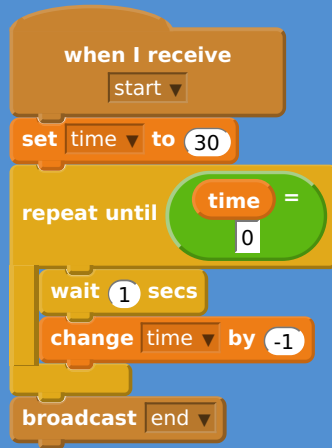 when I receive
start ▼
set time ▼ to 30
repeat until time =
0
wait 1 secs
change time ▼ by -1
broadcast end ▼